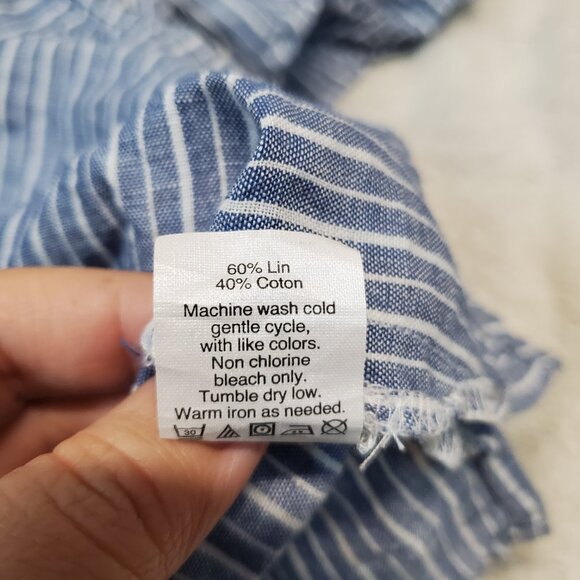 60% Lin
40% Coton
Machine wash cold
gentle cycle,
with like colors.
Non chlorine
bleach only.
Tumble dry low.
Warm iron as needed.
30